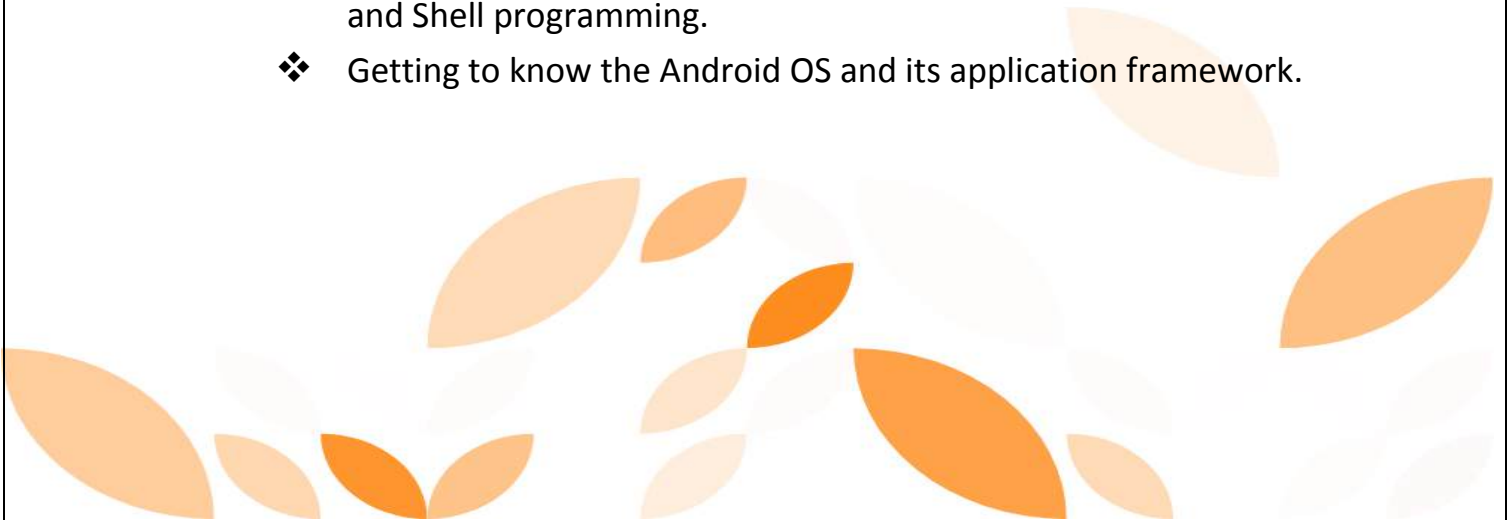 and Shell programming.
❖ Getting to know the Android OS and its application framework.